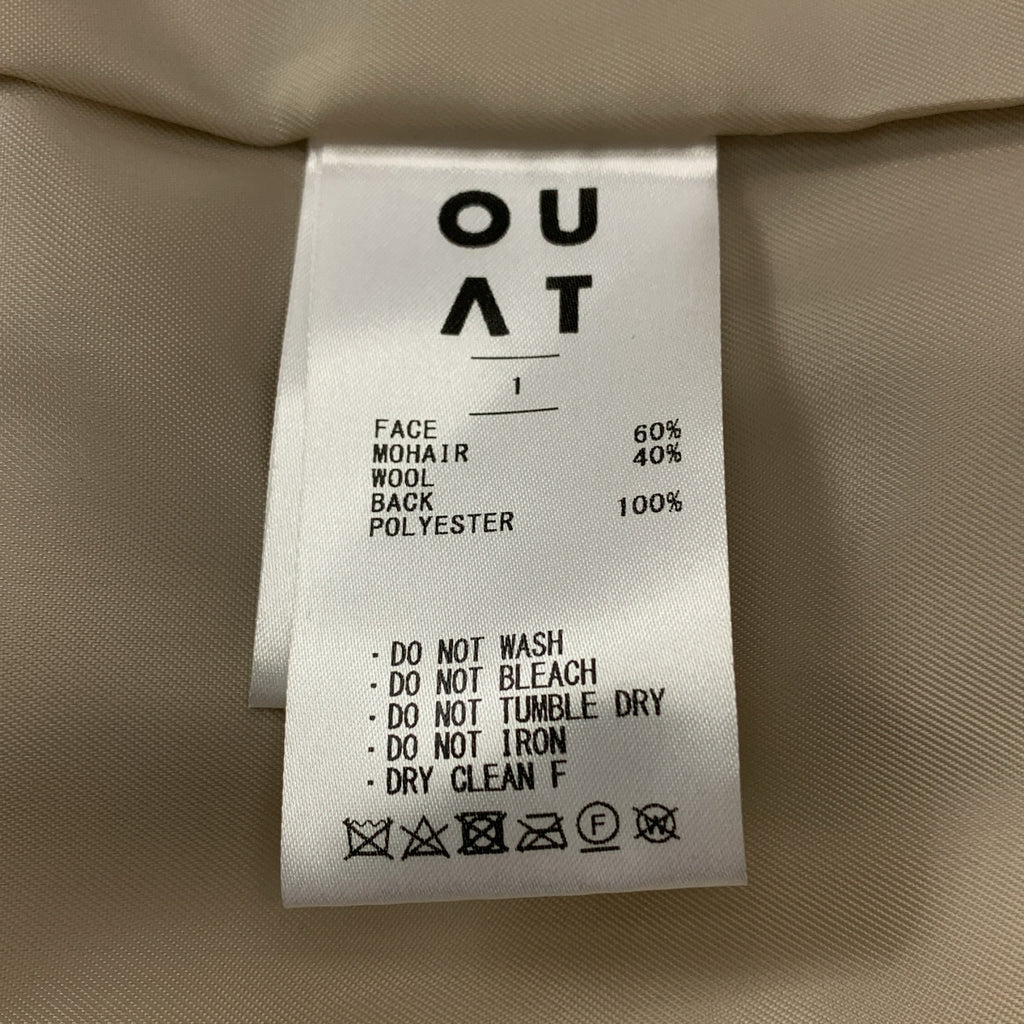 OU
AT
1
FACE 60%
MOHAIR 40%
WOOL
BACK 100%
POLYESTER
· DO NOT WASH
· DO NOT BLEACH
· DO NOT TUMBLE DRY
· DO NOT IRON
· DRY CLEAN F
F W